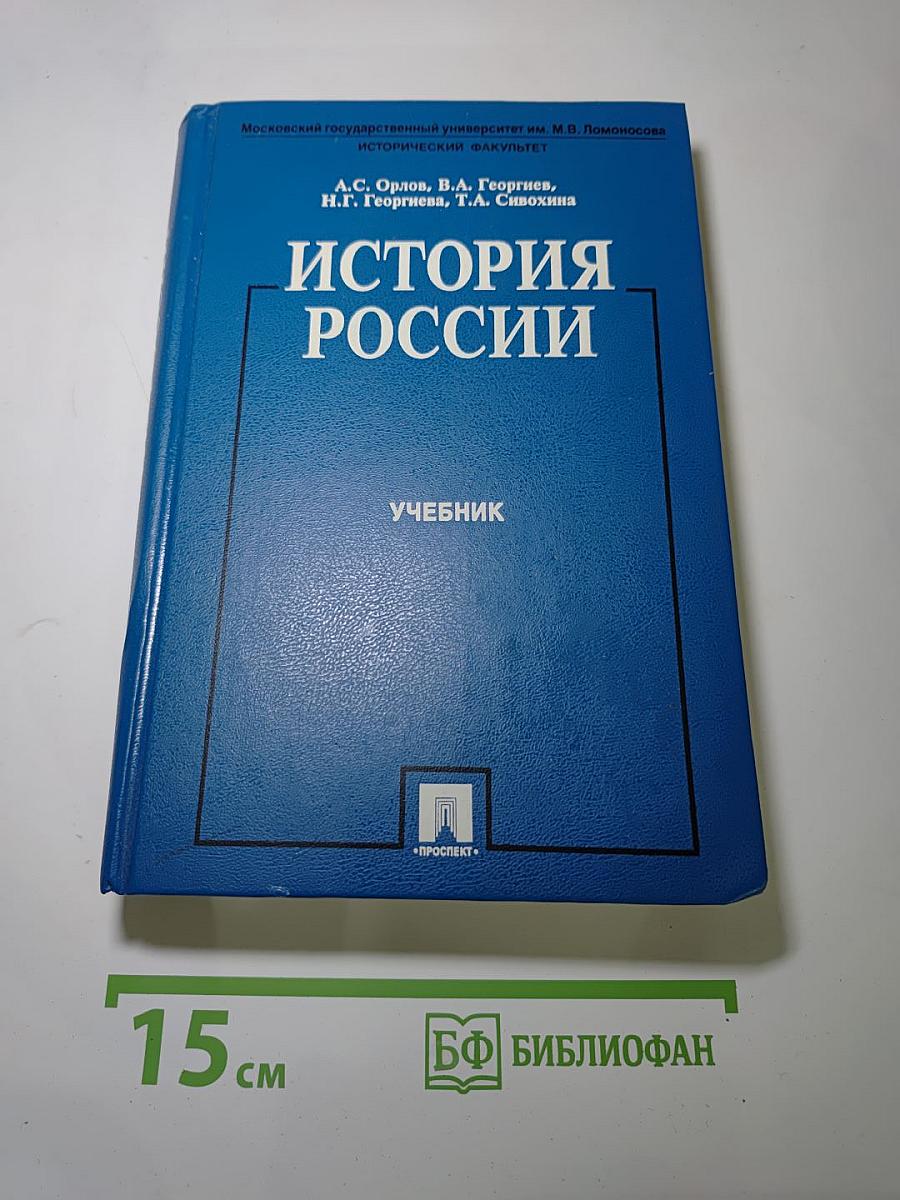 Московский государственный университет им. М.В. Ломоносова
ИСТОРИЧЕСКИЙ ФАКУЛЬТЕТ
А.С. Орлов, В.А. Георгиев,
Н.Г. Георгиева, Т.А. Сивохина
ИСТОРИЯ
РОССИИ
УЧЕБНИК
•ПРОСПЕКТ•
15 см
БФ БИБЛИОФАН